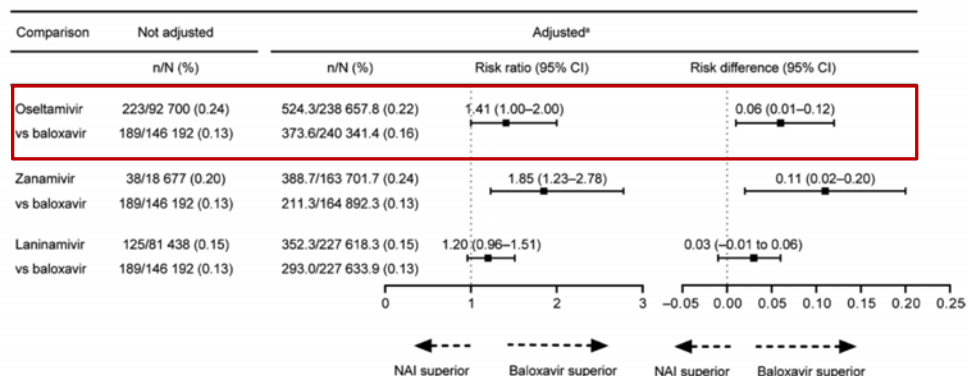 Comparison Not adjusted Adjustedᵃ
n/N (%) n/N (%) Risk ratio (95% CI) Risk difference (95% CI)
Oseltamivir 223/92 700 (0.24) 524.3/238 657.8 (0.22) 1.41 (1.00–2.00) 0.06 (0.01–0.12)
vs baloxavir 189/146 192 (0.13) 373.6/240 341.4 (0.16)
Zanamivir 38/18 677 (0.20) 388.7/163 701.7 (0.24) 1.85 (1.23–2.78) 0.11 (0.02–0.20)
vs baloxavir 189/146 192 (0.13) 211.3/164 892.3 (0.13)
Laninamivir 125/81 438 (0.15) 352.3/227 618.3 (0.15) 1.20 (0.96–1.51) 0.03 (–0.01 to 0.06)
vs baloxavir 189/146 192 (0.13) 293.0/227 633.9 (0.13)
0 1 2 3 –0.05 0.00 0.05 0.10 0.15 0.20 0.25
NAI superior Baloxavir superior NAI superior Baloxavir superior